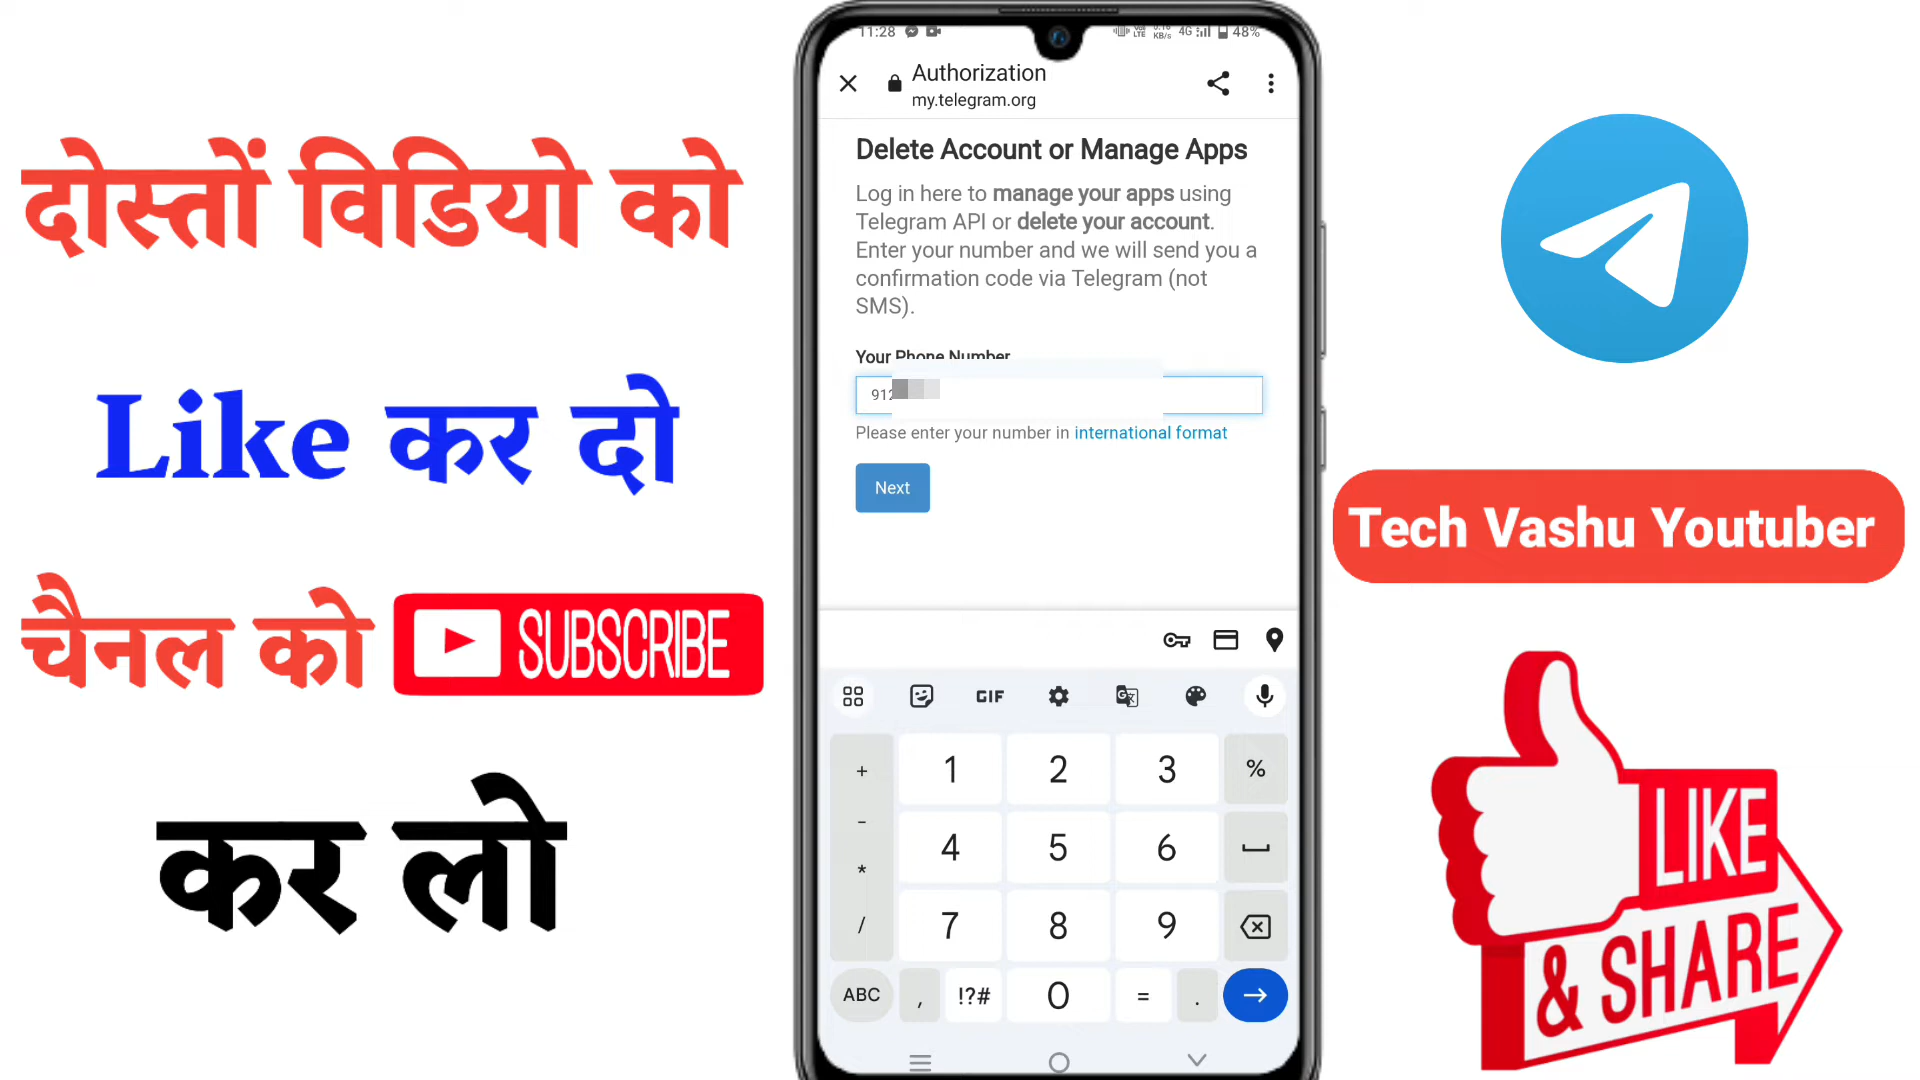 दोस्तों विडियो को
Like कर दो
चैनल को SUBSCRIBE
कर लो
11:28
4G 48%
Authorization
my.telegram.org
Delete Account or Manage Apps
Log in here to manage your apps using
Telegram API or delete your account.
Enter your number and we will send you a
confirmation code via Telegram (not
SMS).
Your Phone Number
912
Please enter your number in international format
Next
GIF
+ 1 2 3 %
- 4 5 6
*
/ 7 8 9
ABC , !?# 0 = .
Tech Vashu Youtuber
LIKE
& SHARE